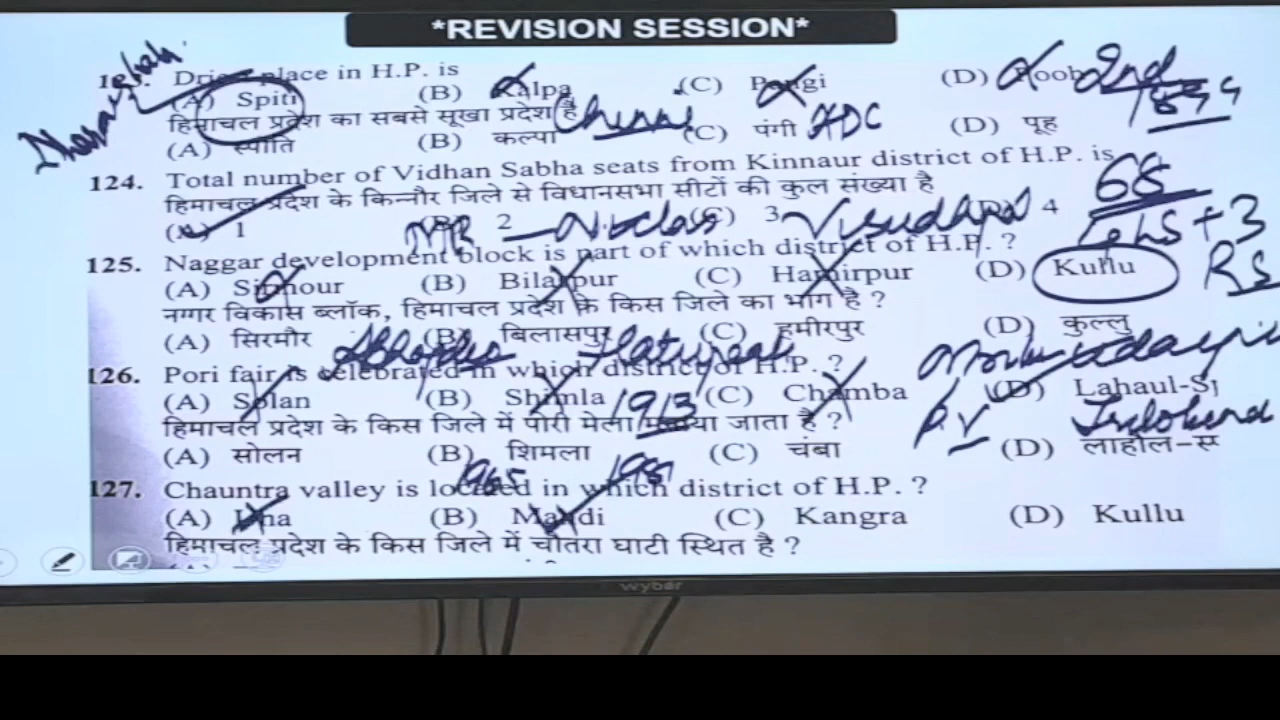 *REVISION SESSION*
place in H.P. is
(A) Spiti (B) Kalpa (C) Pangi (D) Pooh 2nd
हिमाचल प्रदेश का सबसे सूखा प्रदेश है
(A) स्पीति (B) कल्पा (C) पंगी ADC (D) पूह
124. Total number of Vidhan Sabha seats from Kinnaur district of H.P. is 68
हिमाचल प्रदेश के किन्नौर जिले से विधानसभा सीटों की कुल संख्या है
(A) 1 (B) 2 (C) 3 (D) 4
+ 3
125. Naggar development block is part of which district of H.P. ?
(A) Sirmour (B) Bilaspur (C) Hamirpur (D) Kullu RS
नग्गर विकास ब्लॉक, हिमाचल प्रदेश के किस जिले का भाग है ?
(A) सिरमौर (B) बिलासपुर (C) हमीरपुर (D) कुल्लु
126. Pori fair is celebrated in which district of H.P. ?
(A) Solan (B) Shimla 1913 (C) Chamba (D) Lahaul-S
हिमाचल प्रदेश के किस जिले में पोरी मेला मनाया जाता है ?
(A) सोलन (B) शिमला (C) चंबा (D) लाहौल-स
127. Chauntra valley is located in which district of H.P. ?
(A) Una (B) Mandi (C) Kangra (D) Kullu
हिमाचल प्रदेश के किस जिले में चौंतरा घाटी स्थित है ?
wybor